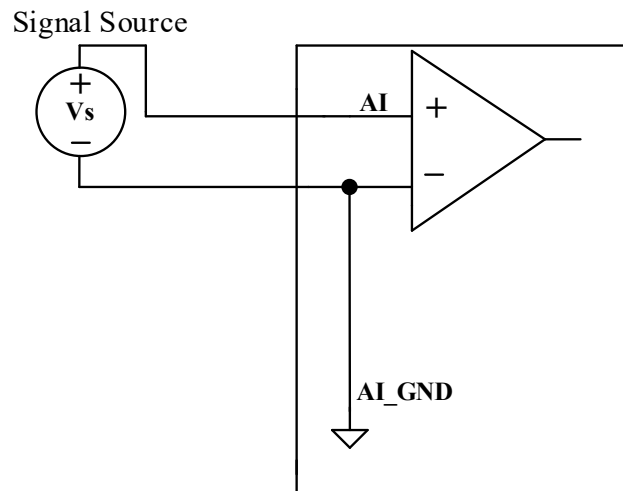 Signal Source
+
Vs
−
AI
+
−
AI_GND